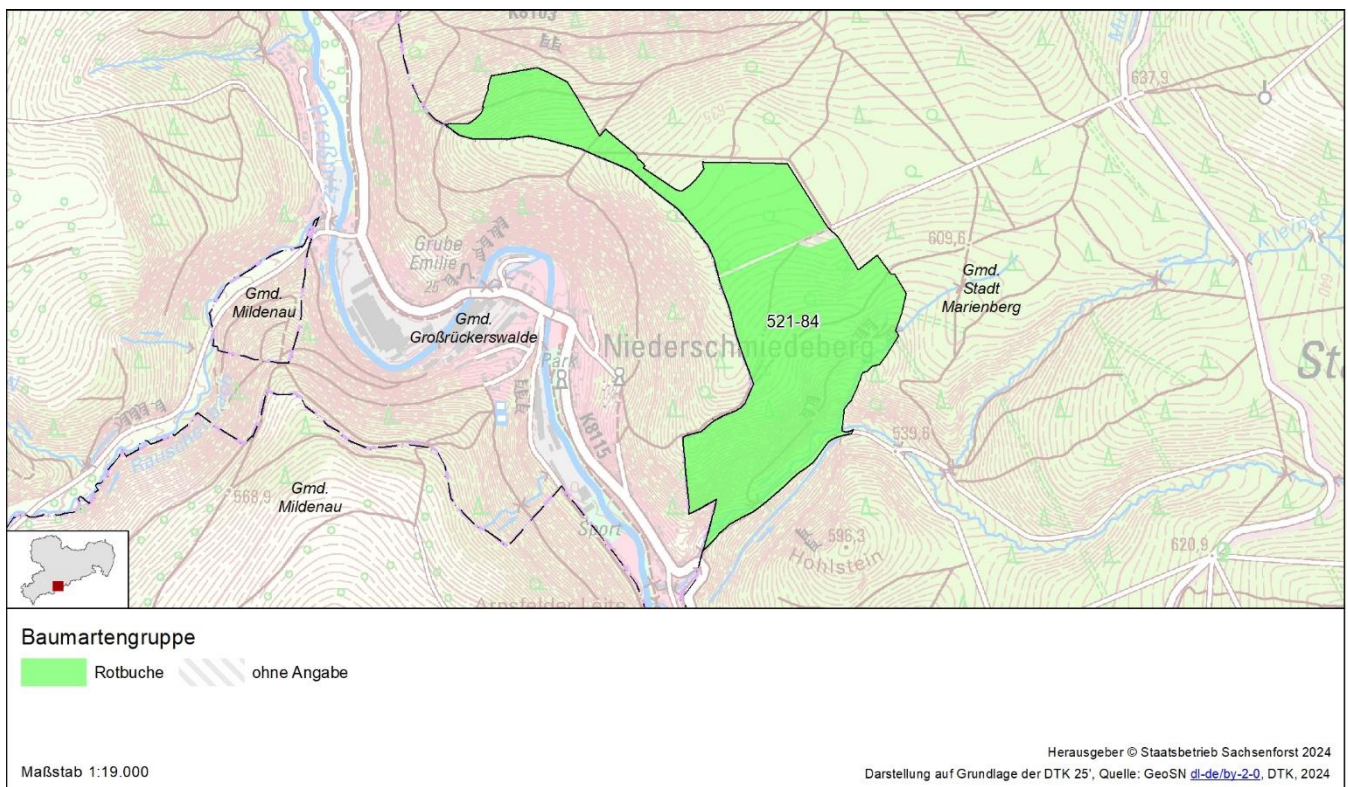 K8103
637,9
635
Preßnitz
Kleiner
Grube
Emilie
25
609,6
Gmd.
Stadt
Marienberg
Gmd.
Mildenau
Gmd.
Großrückerswalde
521-84
Niederschmiedeberg
Park
K8115
539,6
568,9
Gmd.
Mildenau
Sport
596,3
Hohlstein
620,9
Arnsfelder Leite
Baumartengruppe
Rotbuche ohne Angabe
Herausgeber © Staatsbetrieb Sachsenforst 2024
Maßstab 1:19.000
Darstellung auf Grundlage der DTK 25', Quelle: GeoSN dl-de/by-2-0, DTK, 2024